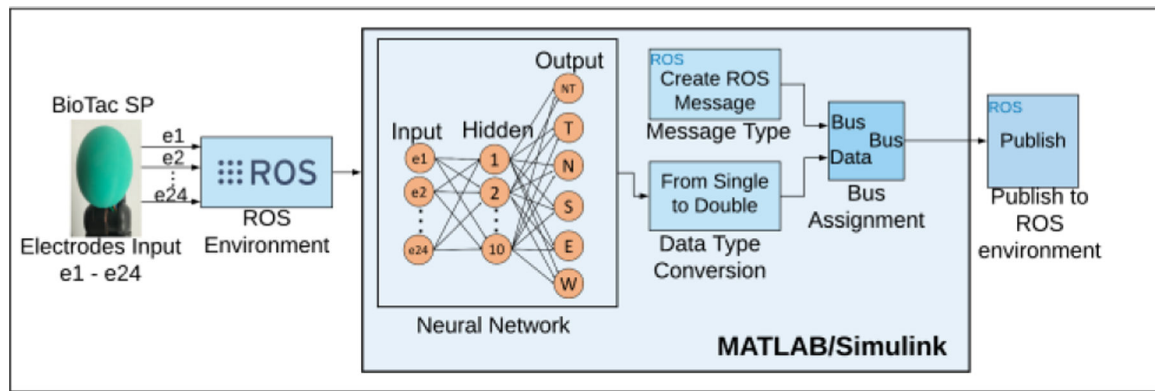 BioTac SP
e1
e2
⋮
e24
Electrodes Input
e1 - e24
ROS
ROS
Environment
Input
e1
e2
e24
Hidden
1
2
10
Output
NT
T
N
S
E
W
Neural Network
ROS
Create ROS
Message
Message Type
From Single
to Double
Data Type
Conversion
Bus
Data
Bus
Bus
Assignment
MATLAB/Simulink
ROS
Publish
Publish to
ROS
environment